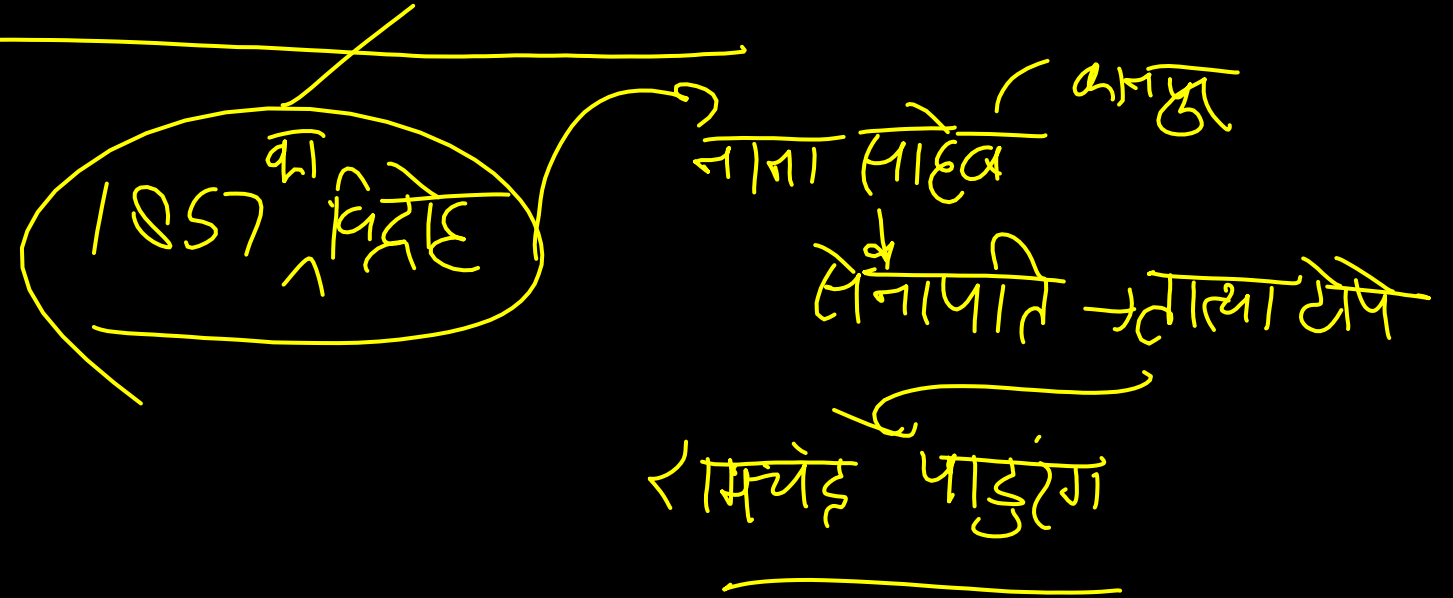 कानपुर
1857 का विद्रोह
नाना साहेब
के
सेनापति → तात्या टोपे
रामचंद्र पाडुरंग